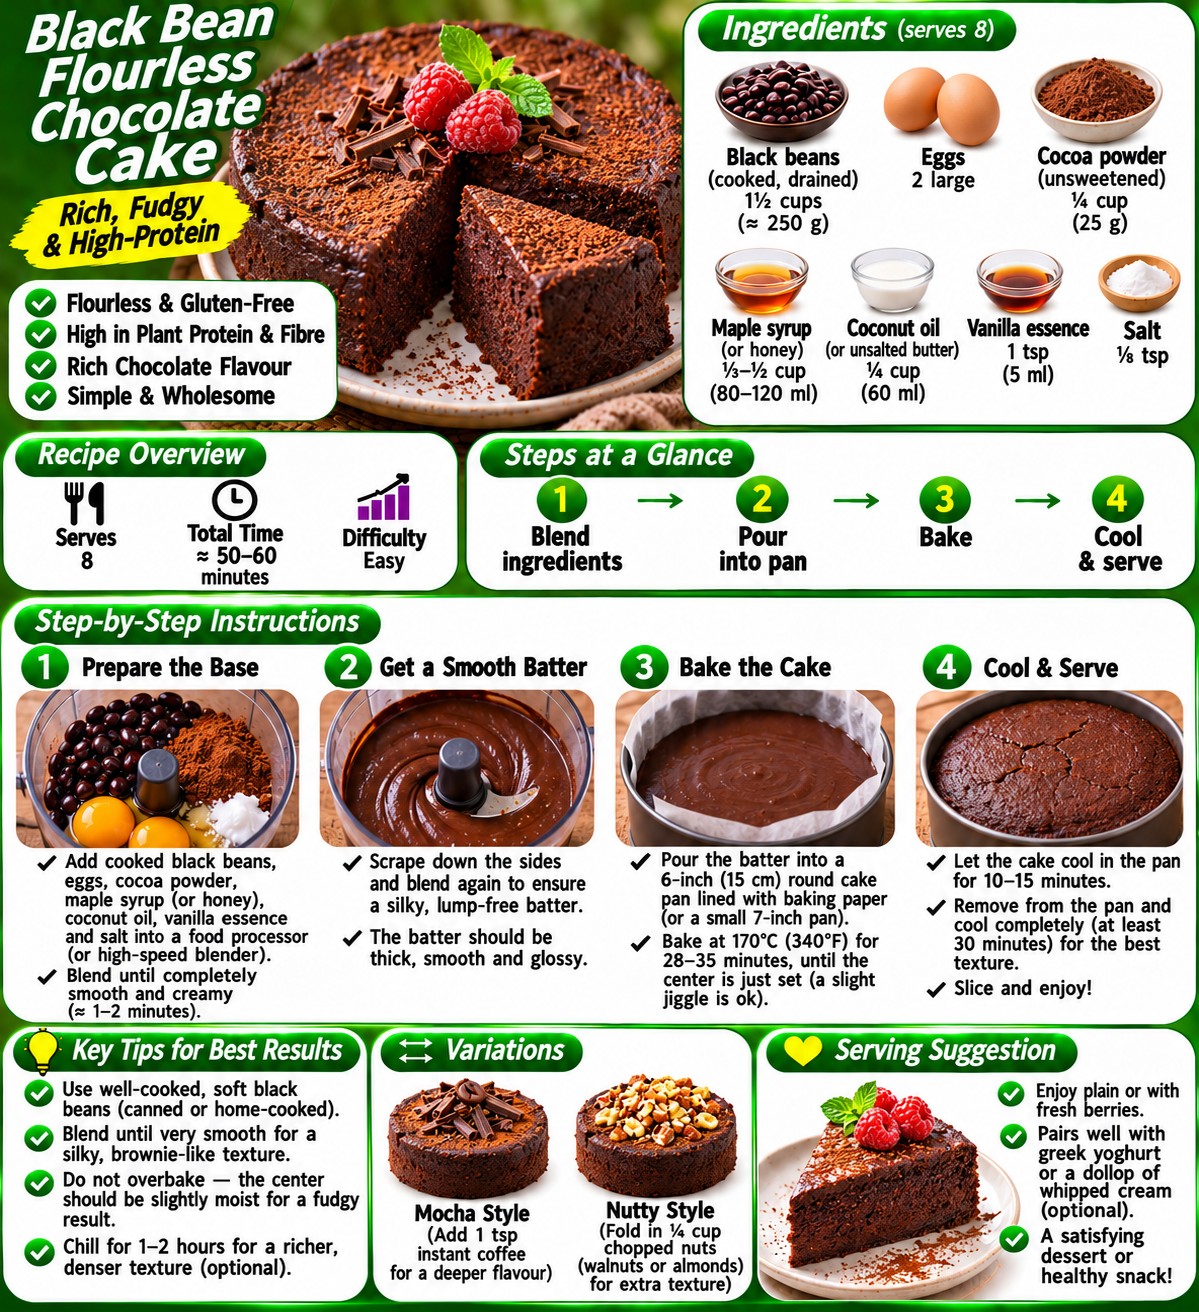 Black Bean
Flourless
Chocolate
Cake
Rich, Fudgy
& High-Protein
Flourless & Gluten-Free
High in Plant Protein & Fibre
Rich Chocolate Flavour
Simple & Wholesome
Ingredients (serves 8)
Black beans
(cooked, drained)
1½ cups
(≈ 250 g)
Eggs
2 large
Cocoa powder
(unsweetened)
¼ cup
(25 g)
Maple syrup
(or honey)
⅓–½ cup
(80–120 ml)
Coconut oil
(or unsalted butter)
¼ cup
(60 ml)
Vanilla essence
1 tsp
(5 ml)
Salt
⅛ tsp
Recipe Overview
Serves
8
Total Time
≈ 50–60
minutes
Difficulty
Easy
Steps at a Glance
1
Blend
ingredients
2
Pour
into pan
3
Bake
4
Cool
& serve
Step-by-Step Instructions
1 Prepare the Base
Add cooked black beans,
eggs, cocoa powder,
maple syrup (or honey),
coconut oil, vanilla essence
and salt into a food processor
(or high-speed blender).
Blend until completely
smooth and creamy
(≈ 1–2 minutes).
2 Get a Smooth Batter
Scrape down the sides
and blend again to ensure
a silky, lump-free batter.
The batter should be
thick, smooth and glossy.
3 Bake the Cake
Pour the batter into a
6-inch (15 cm) round cake
pan lined with baking paper
(or a small 7-inch pan).
Bake at 170°C (340°F) for
28–35 minutes, until the
center is just set (a slight
jiggle is ok).
4 Cool & Serve
Let the cake cool in the pan
for 10–15 minutes.
Remove from the pan and
cool completely (at least
30 minutes) for the best
texture.
Slice and enjoy!
Key Tips for Best Results
Use well-cooked, soft black
beans (canned or home-cooked).
Blend until very smooth for a
silky, brownie-like texture.
Do not overbake — the center
should be slightly moist for a fudgy
result.
Chill for 1–2 hours for a richer,
denser texture (optional).
Variations
Mocha Style
(Add 1 tsp
instant coffee
for a deeper flavour)
Nutty Style
(Fold in ¼ cup
chopped nuts
(walnuts or almonds)
for extra texture)
Serving Suggestion
Enjoy plain or with
fresh berries.
Pairs well with
greek yoghurt
or a dollop of
whipped cream
(optional).
A satisfying
dessert or
healthy snack!